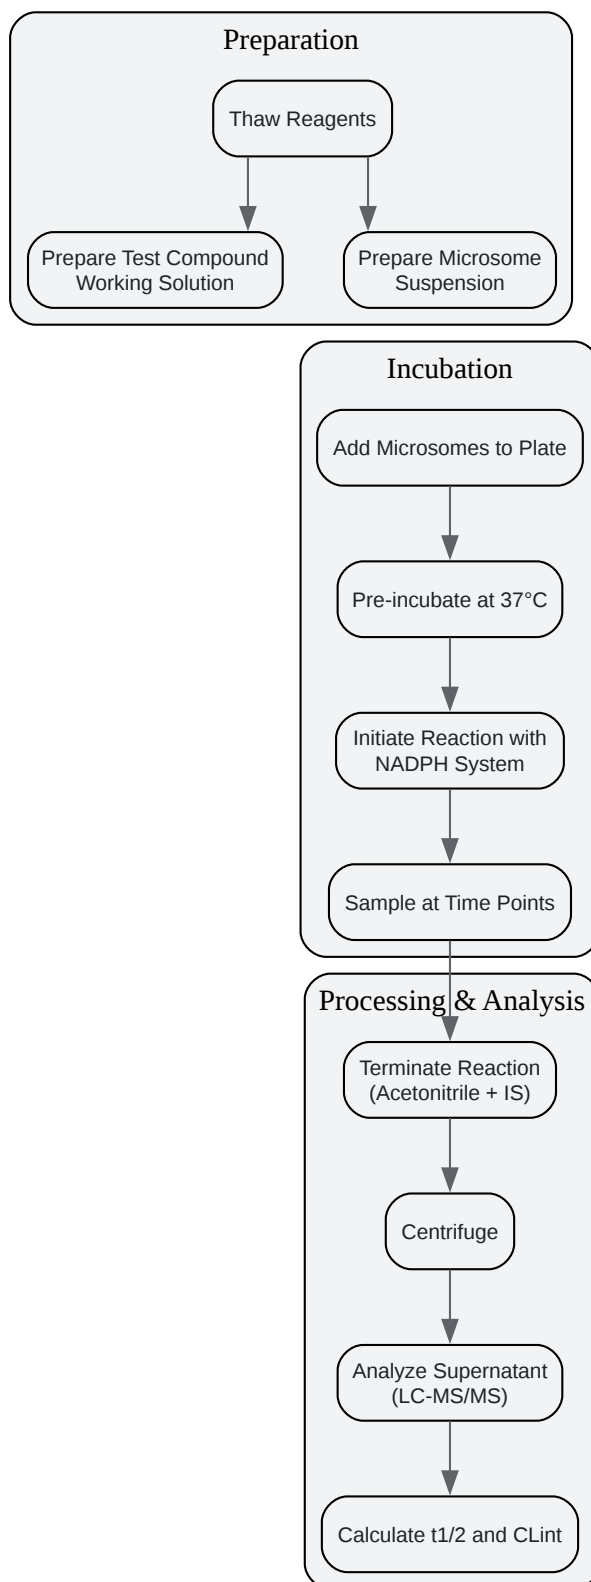 Preparation
Thaw Reagents
Prepare Test Compound
Working Solution
Prepare Microsome
Suspension
Incubation
Add Microsomes to Plate
Pre-incubate at 37°C
Initiate Reaction with
NADPH System
Sample at Time Points
Processing & Analysis
Terminate Reaction
(Acetonitrile + IS)
Centrifuge
Analyze Supernatant
(LC-MS/MS)
Calculate t1/2 and CLint